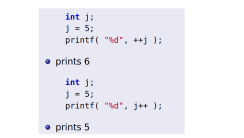 int j;
j = 5;
printf( "%d", ++j );
prints 6
int j;
j = 5;
printf( "%d", j++ );
prints 5